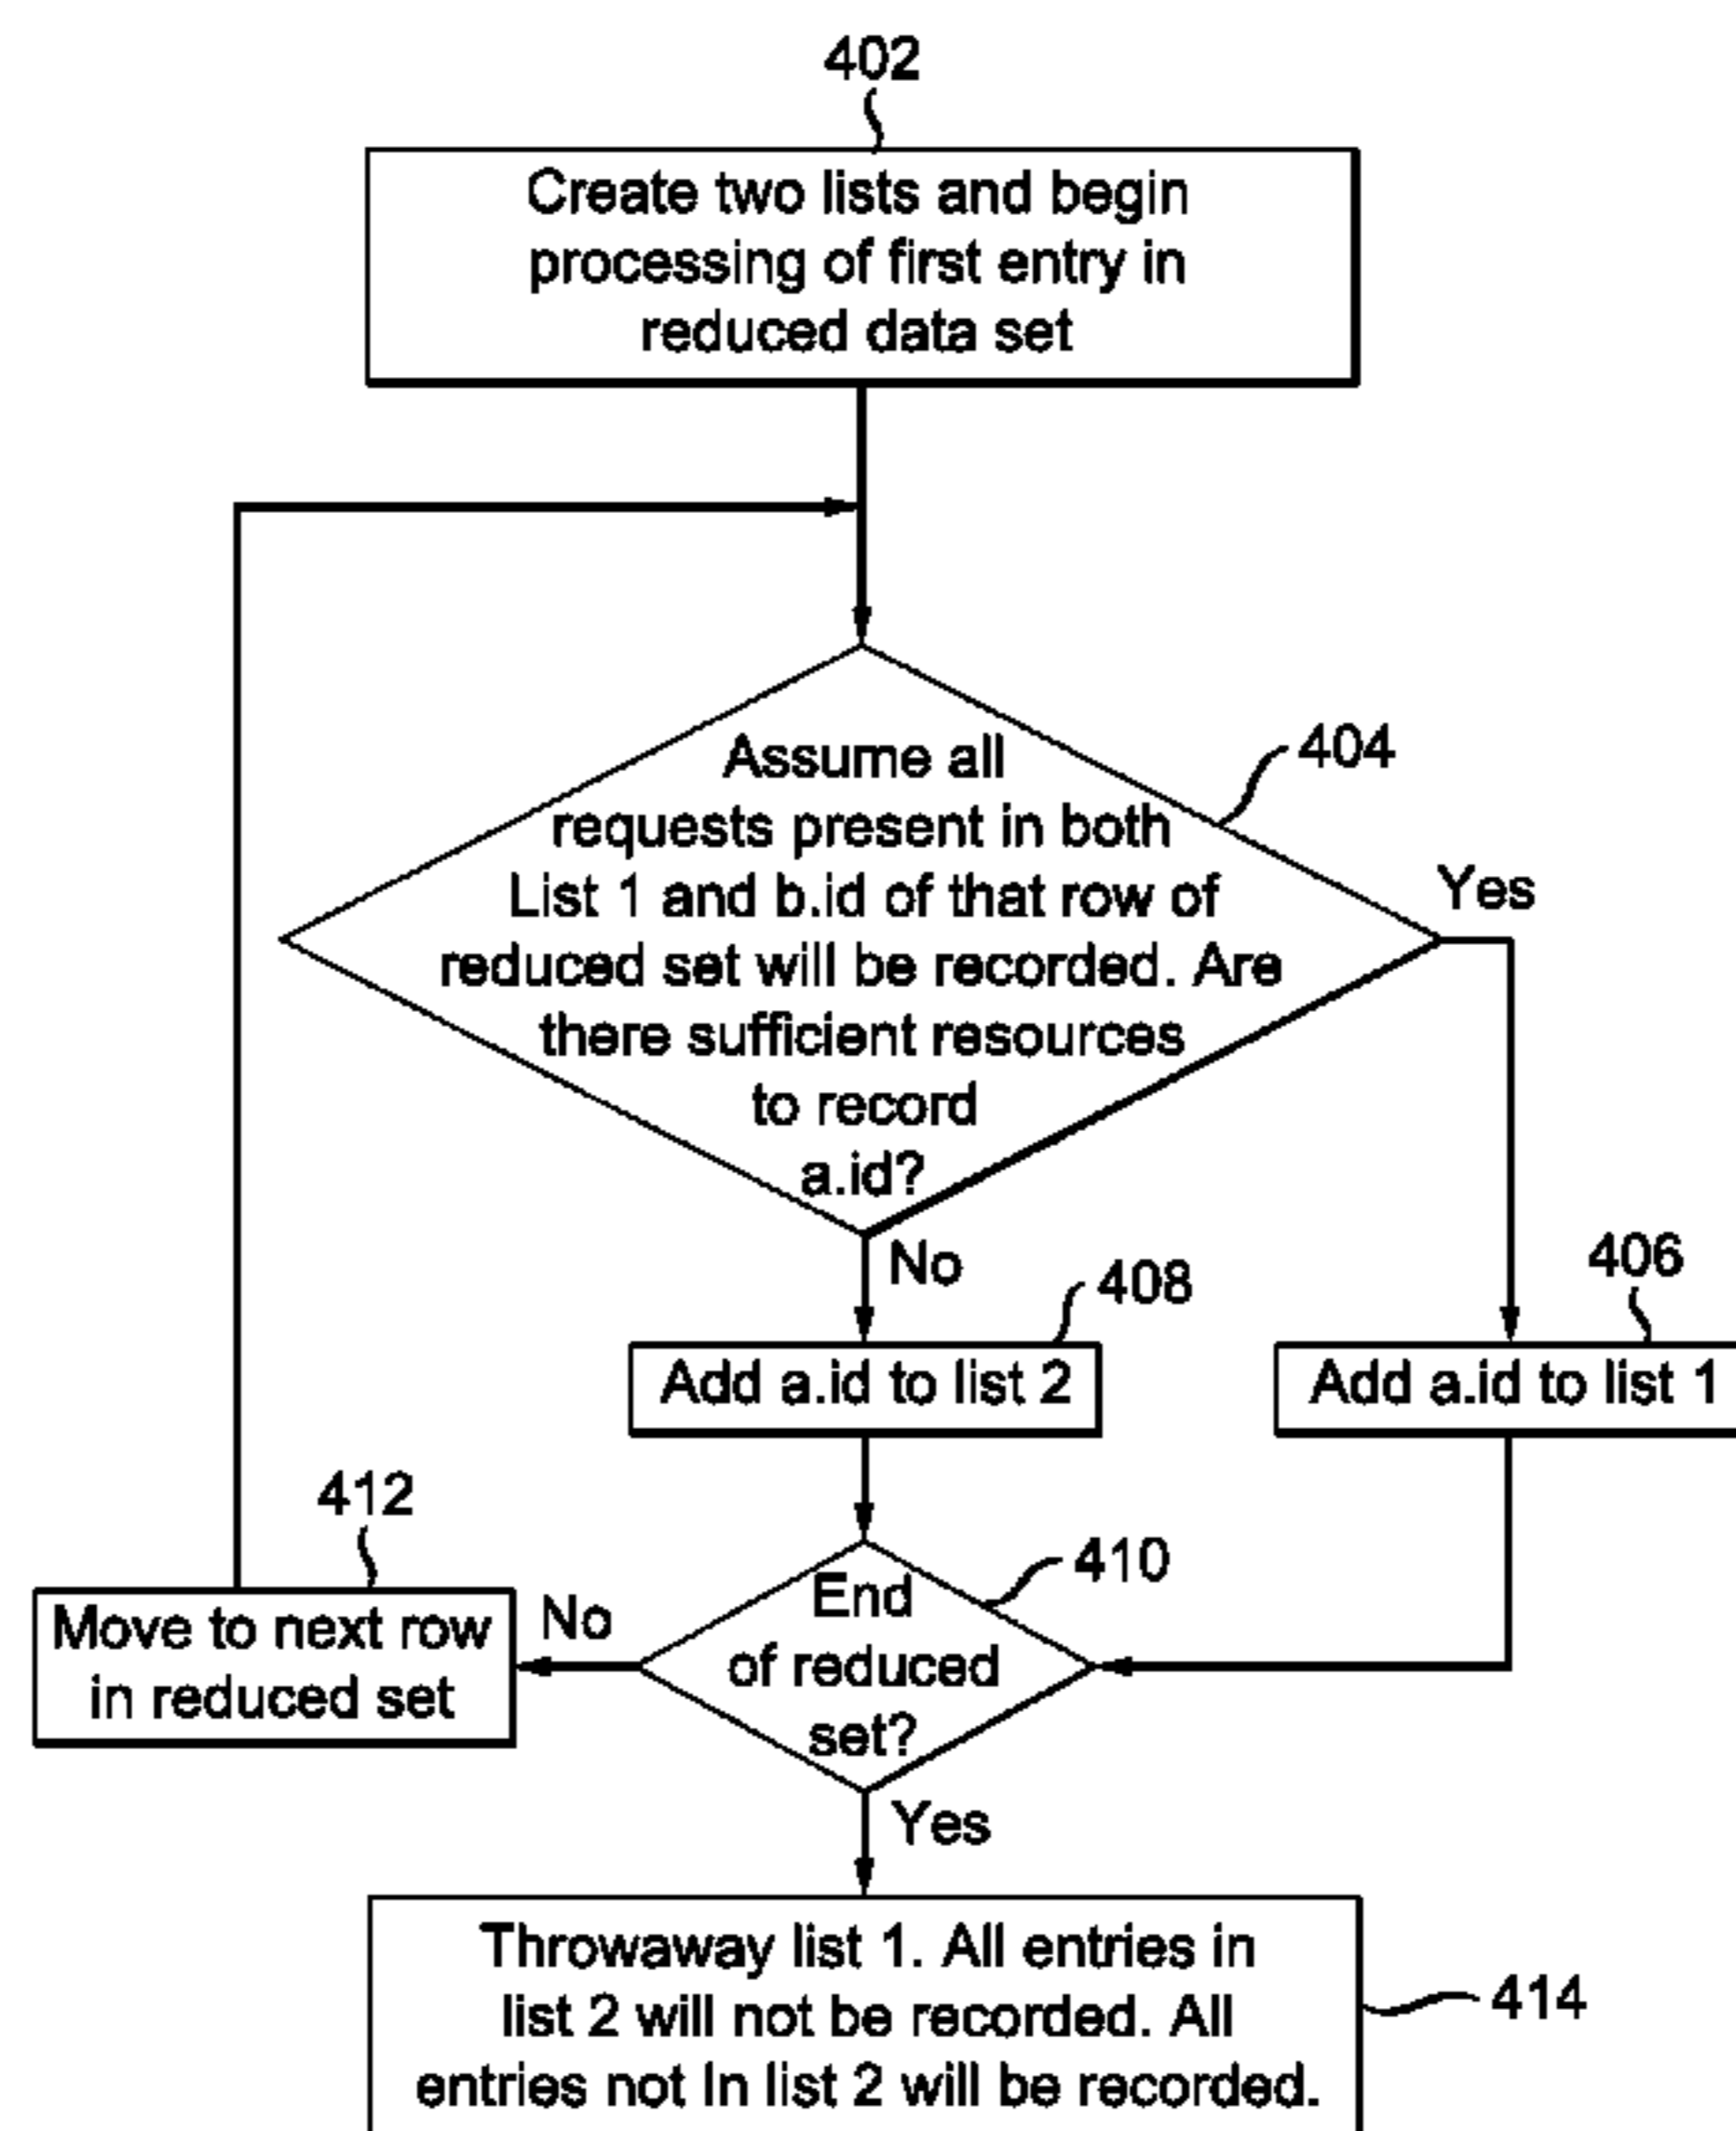 402
Create two lists and begin
processing of first entry in
reduced data set
Assume all
requests present in both
List 1 and b.id of that row of
reduced set will be recorded. Are
there sufficient resources
to record
a.id?
404
Yes
No
408
406
Add a.id to list 2
Add a.id to list 1
412
Move to next row
in reduced set
No
End
of reduced
set?
410
Yes
Throwaway list 1. All entries in
list 2 will not be recorded. All
entries not In list 2 will be recorded.
414